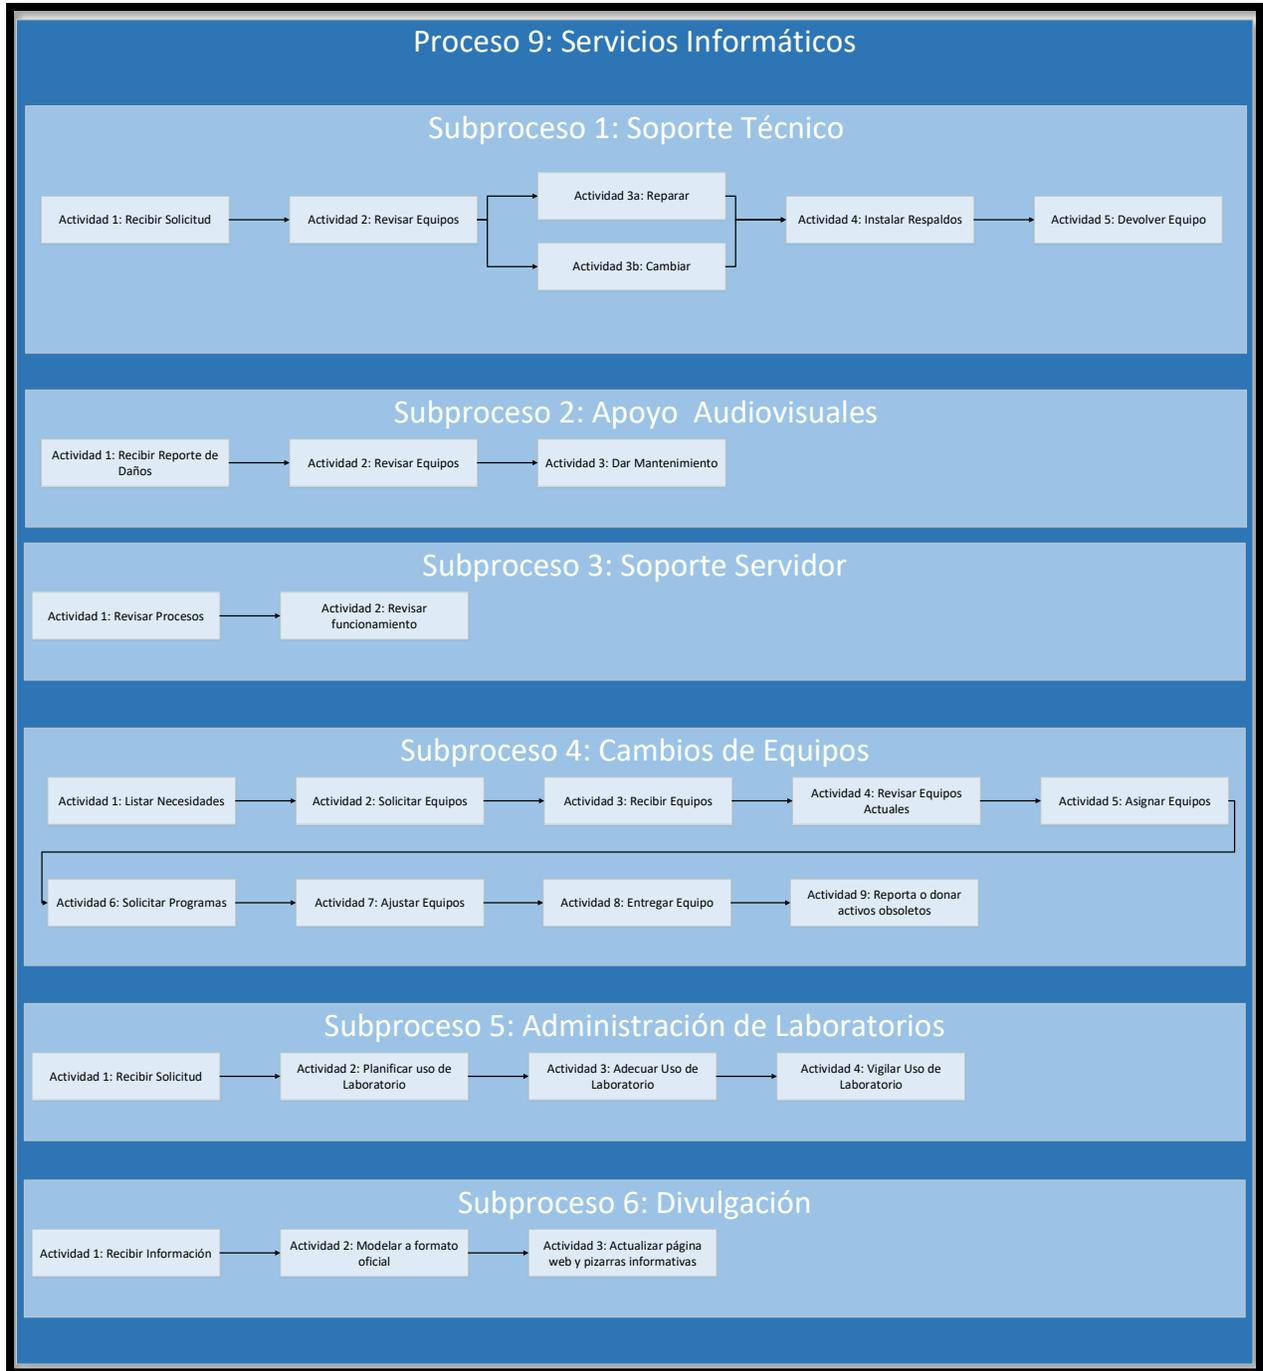 Proceso 9: Servicios Informáticos
Subproceso 1: Soporte Técnico
Actividad 1: Recibir Solicitud
Actividad 2: Revisar Equipos
Actividad 3a: Reparar
Actividad 3b: Cambiar
Actividad 4: Instalar Respaldos
Actividad 5: Devolver Equipo
Subproceso 2: Apoyo  Audiovisuales
Actividad 1: Recibir Reporte de
Daños
Actividad 2: Revisar Equipos
Actividad 3: Dar Mantenimiento
Subproceso 3: Soporte Servidor
Actividad 1: Revisar Procesos
Actividad 2: Revisar
funcionamiento
Subproceso 4: Cambios de Equipos
Actividad 1: Listar Necesidades
Actividad 2: Solicitar Equipos
Actividad 3: Recibir Equipos
Actividad 4: Revisar Equipos
Actuales
Actividad 5: Asignar Equipos
Actividad 6: Solicitar Programas
Actividad 7: Ajustar Equipos
Actividad 8: Entregar Equipo
Actividad 9: Reporta o donar
activos obsoletos
Subproceso 5: Administración de Laboratorios
Actividad 1: Recibir Solicitud
Actividad 2: Planificar uso de
Laboratorio
Actividad 3: Adecuar Uso de
Laboratorio
Actividad 4: Vigilar Uso de
Laboratorio
Subproceso 6: Divulgación
Actividad 1: Recibir Información
Actividad 2: Modelar a formato
oficial
Actividad 3: Actualizar página
web y pizarras informativas